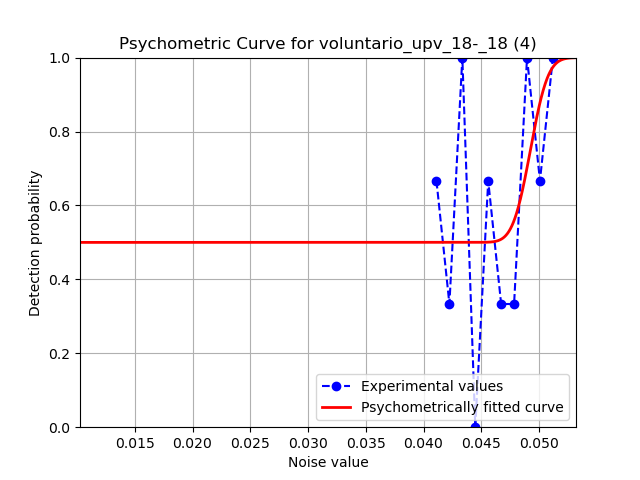 Psychometric Curve for voluntario_upv_18-_18 (4)
1.0
0.8
0.6
0.4
0.2
0.0
Detection probability
Experimental values
Psychometrically fitted curve
0.015 0.020 0.025 0.030 0.035 0.040 0.045 0.050
Noise value